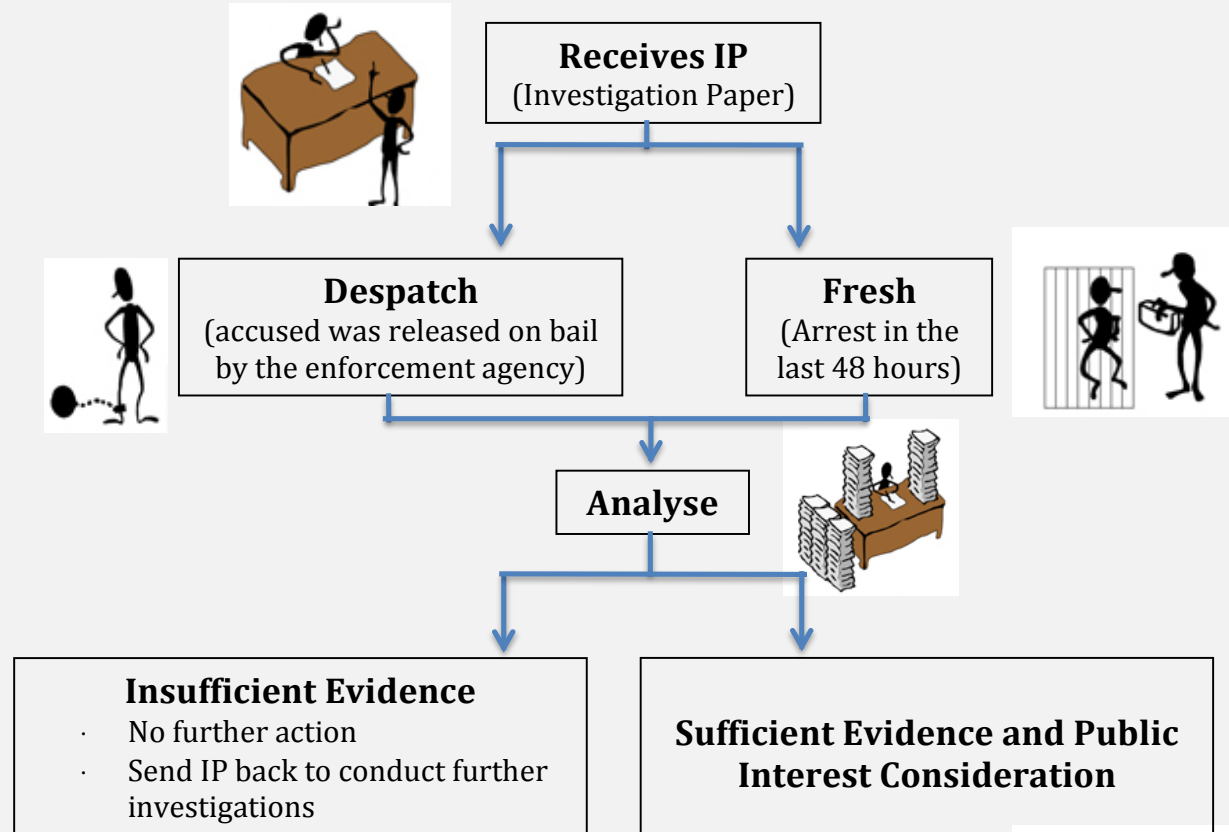 Receives IP
(Investigation Paper)
Despatch
(accused was released on bail
by the enforcement agency)
Fresh
(Arrest in the
last 48 hours)
Analyse
Insufficient Evidence
· No further action
· Send IP back to conduct further
investigations
Sufficient Evidence and Public
Interest Consideration